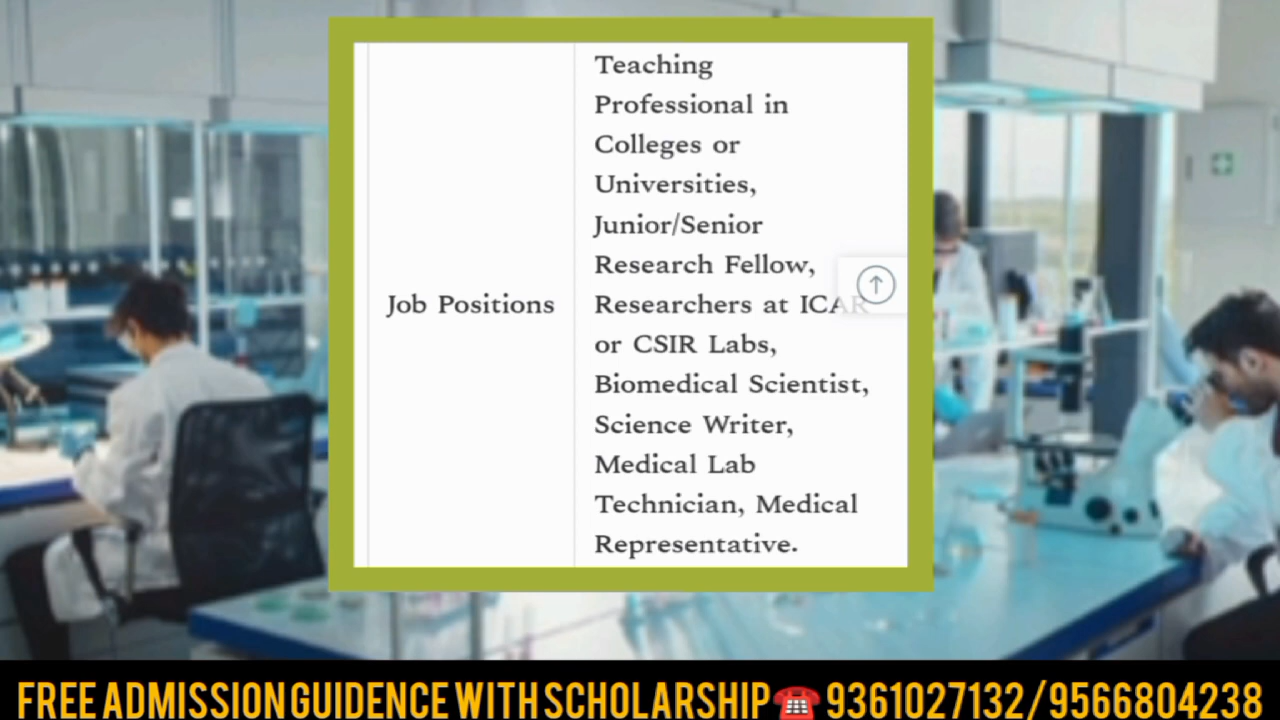 Job Positions
Teaching
Professional in
Colleges or
Universities,
Junior/Senior
Research Fellow,
Researchers at ICAR
or CSIR Labs,
Biomedical Scientist,
Science Writer,
Medical Lab
Technician, Medical
Representative.
FREE ADMISSION GUIDENCE WITH SCHOLARSHIP☎️ 9361027132/9566804238